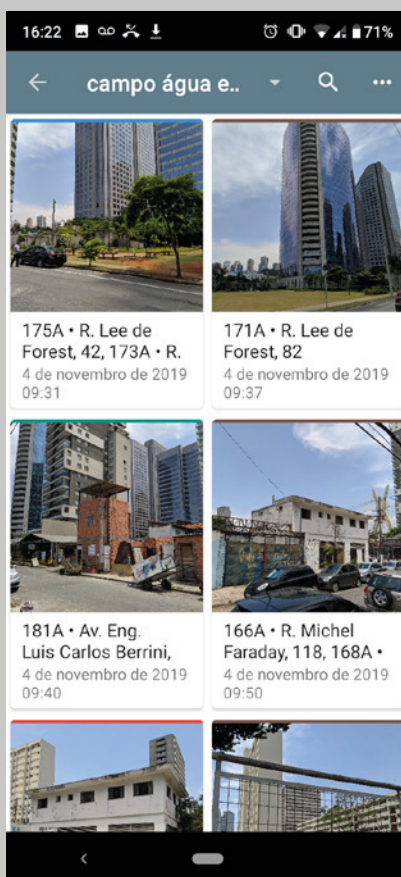 16:22
71%
campo água e..
175A • R. Lee de
Forest, 42, 173A • R.
4 de novembro de 2019
09:31
171A • R. Lee de
Forest, 82
4 de novembro de 2019
09:37
181A • Av. Eng.
Luis Carlos Berrini,
4 de novembro de 2019
09:40
166A • R. Michel
Faraday, 118, 168A •
4 de novembro de 2019
09:50